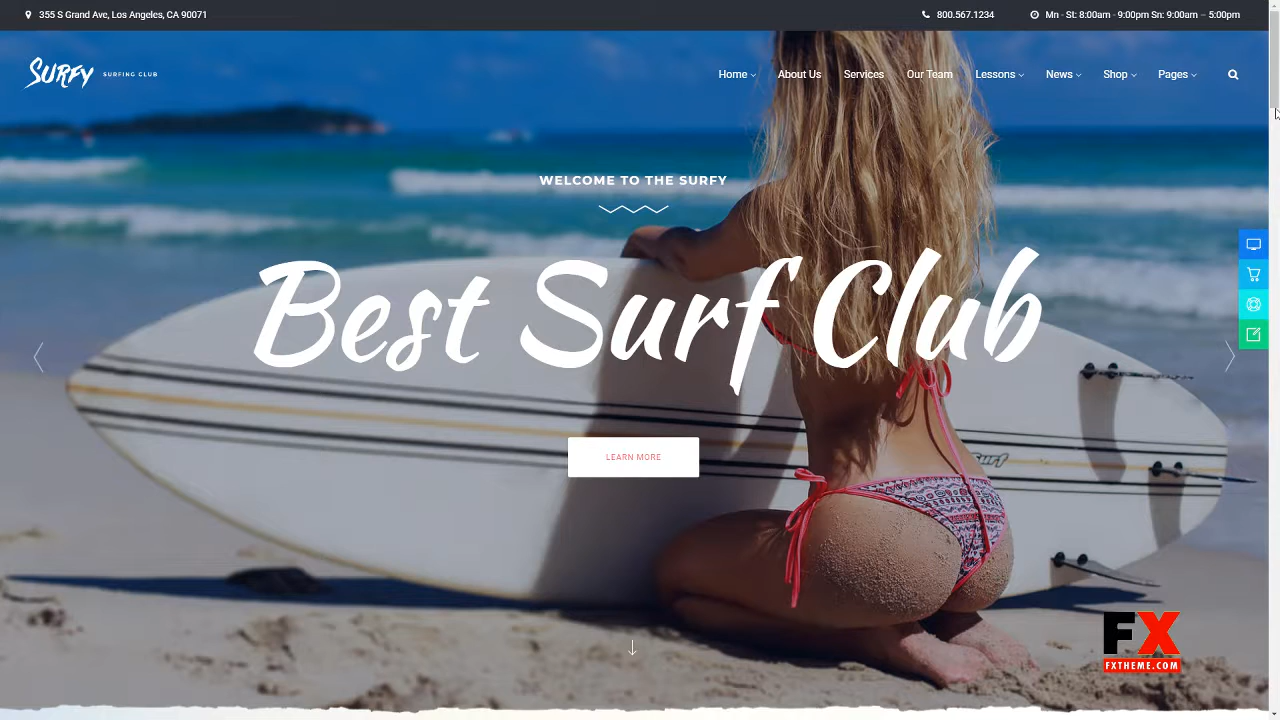 355 S Grand Ave, Los Angeles, CA 90071
800.567.1234
Mn - St: 8:00am - 9:00pm Sn: 9:00am – 5:00pm
SURFY SURFING CLUB
Home About Us Services Our Team Lessons News Shop Pages
WELCOME TO THE SURFY
Best Surf Club
LEARN MORE
Surf
FX
FXTHEME.COM